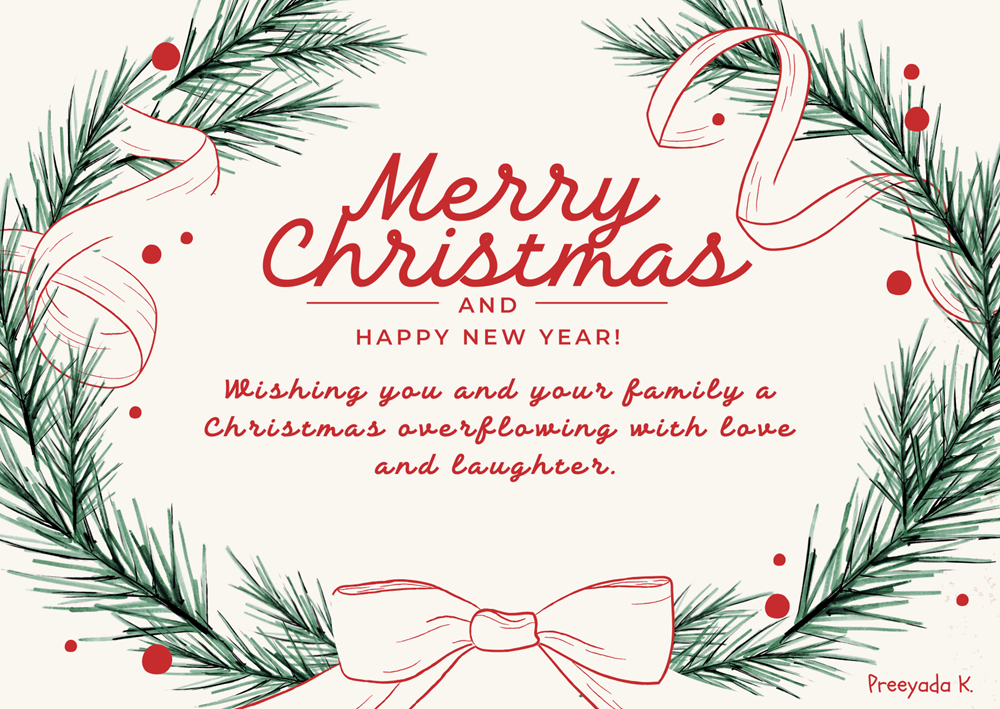 Merry
Christmas
AND
HAPPY NEW YEAR!
Wishing you and your family a
Christmas overflowing with love
and laughter.
Preeyada K.